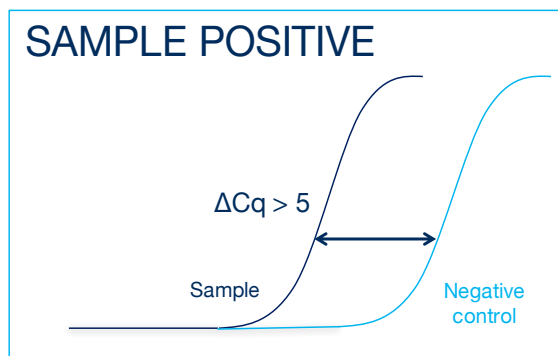 SAMPLE POSITIVE
ΔCq > 5
Sample
Negative
control